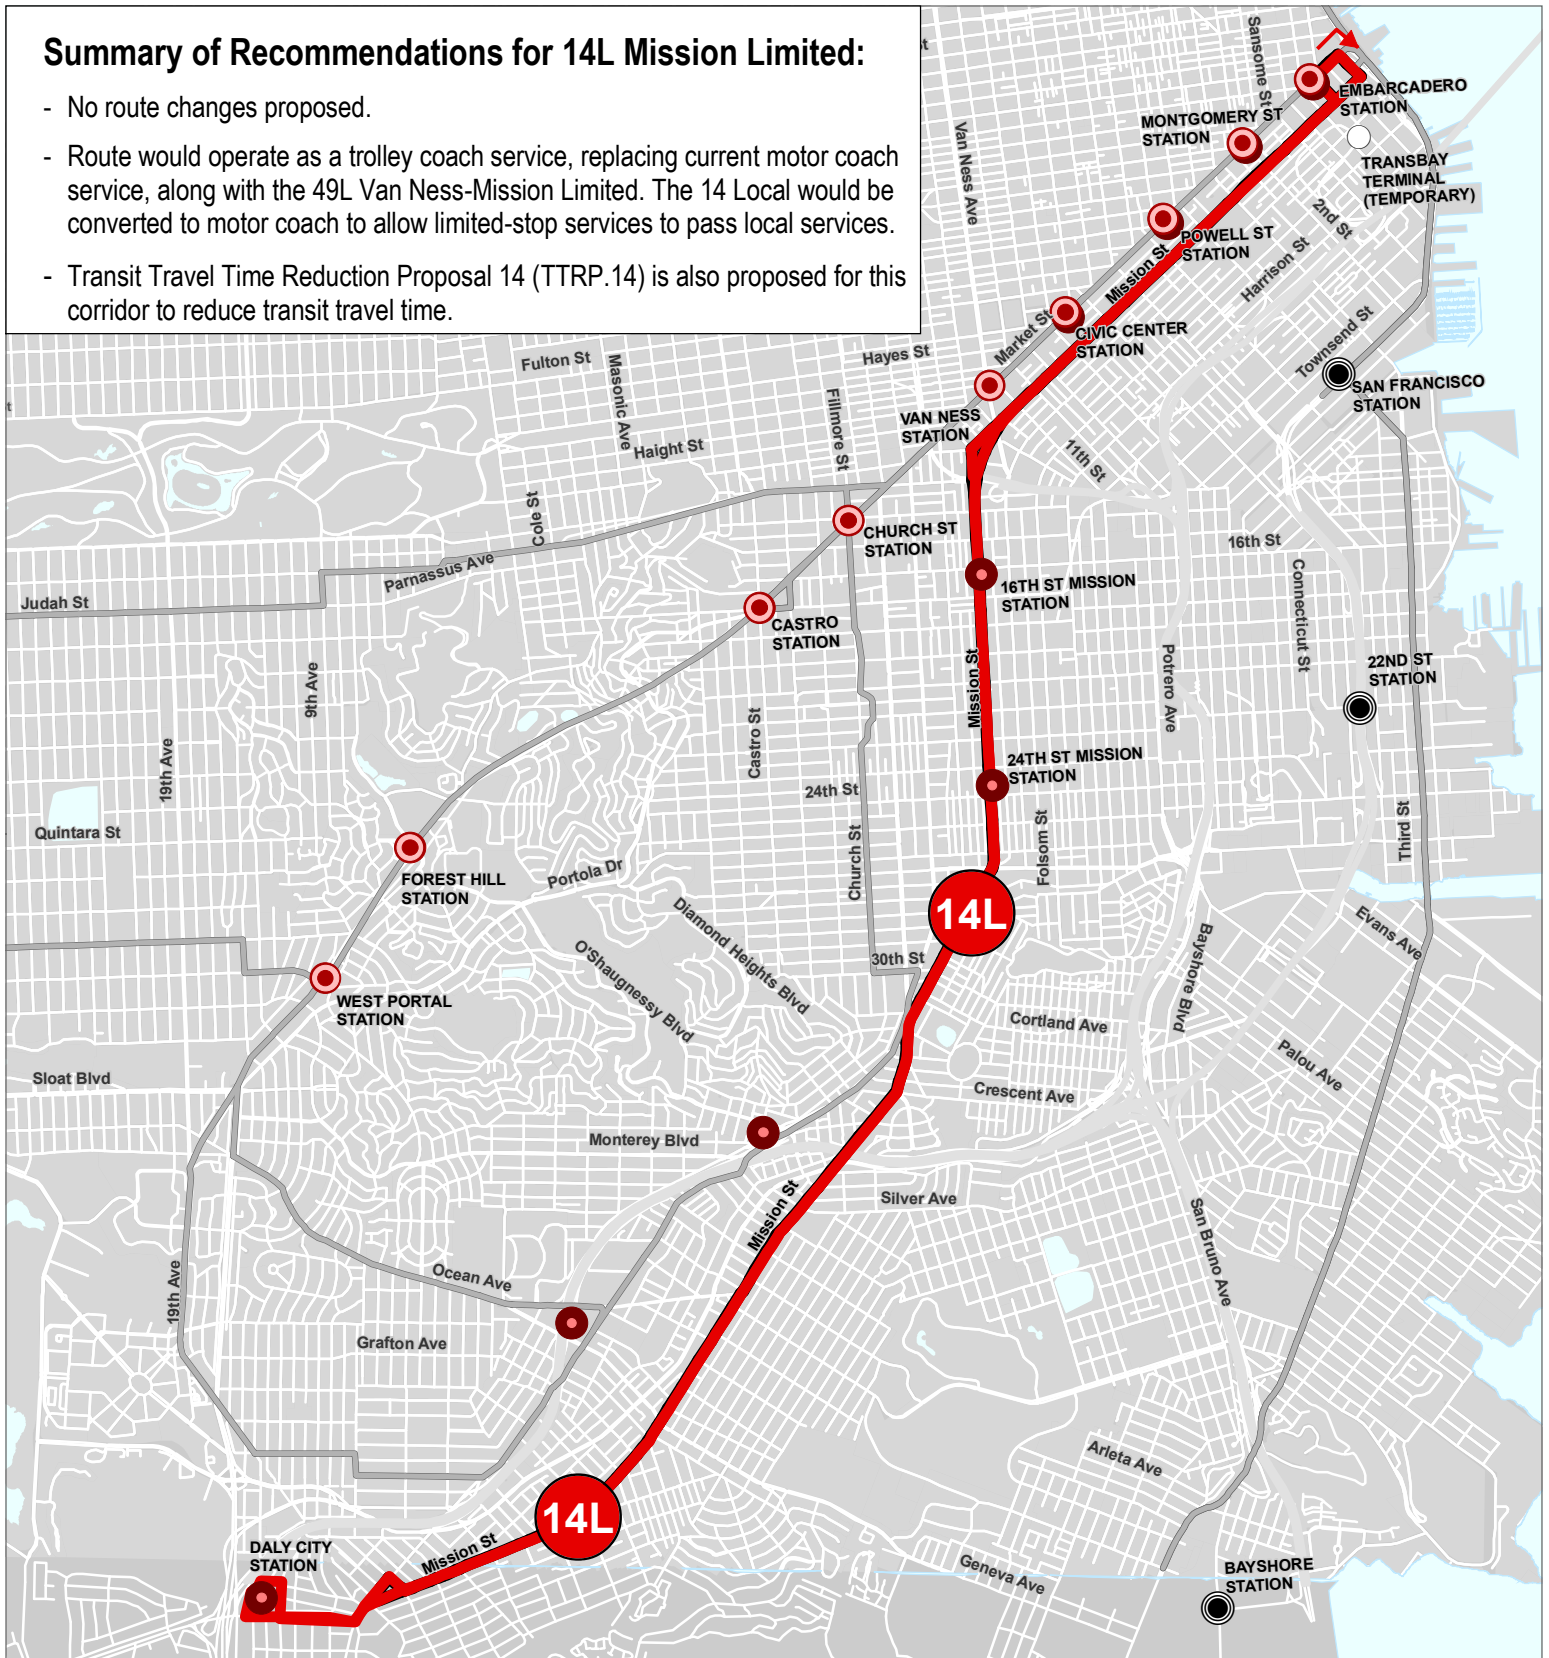 Summary of Recommendations for 14L Mission Limited:
- No route changes proposed.
- Route would operate as a trolley coach service, replacing current motor coach
service, along with the 49L Van Ness-Mission Limited. The 14 Local would be
converted to motor coach to allow limited-stop services to pass local services.
- Transit Travel Time Reduction Proposal 14 (TTRP.14) is also proposed for this
corridor to reduce transit travel time.
Sansome St
EMBARCADERO
STATION
MONTGOMERY ST
STATION
Van Ness Ave
TRANSBAY
TERMINAL
(TEMPORARY)
2nd St
POWELL ST
STATION
Harrison St
Mission St
Market St
CIVIC CENTER
STATION
Townsend St
Hayes St
Fulton St
Masonic Ave
SAN FRANCISCO
STATION
Fillmore St
VAN NESS
STATION
Haight St
11th St
Cole St
CHURCH ST
STATION
16th St
Parnassus Ave
Connecticut St
16TH ST MISSION
STATION
Judah St
CASTRO
STATION
Mission St
Potrero Ave
22ND ST
STATION
9th Ave
Castro St
19th Ave
24TH ST MISSION
STATION
24th St
Quintara St
Church St
Folsom St
Third St
FOREST HILL
STATION
Portola Dr
14L
Diamond Heights Blvd
Evans Ave
O'Shaugnessy Blvd
30th St
Bayshore Blvd
WEST PORTAL
STATION
Cortland Ave
Palou Ave
Sloat Blvd
Crescent Ave
Monterey Blvd
Silver Ave
Mission St
San Bruno Ave
19th Ave
Ocean Ave
Grafton Ave
Arleta Ave
14L
DALY CITY
STATION
Mission St
Geneva Ave
BAYSHORE
STATION